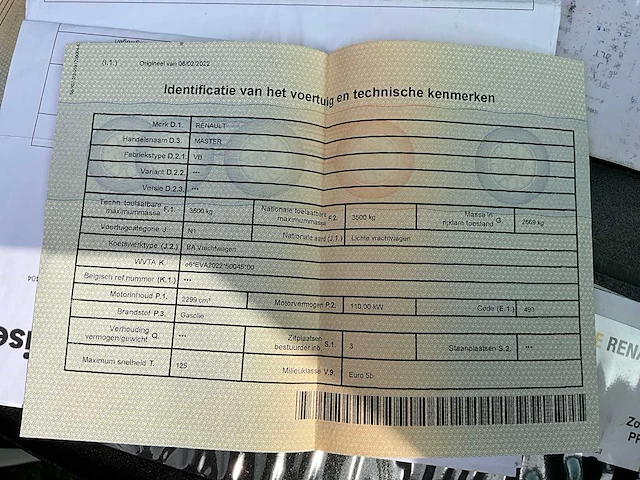 (I.1.) Origineel van 08/02/2022
Identificatie van het voertuig en technische kenmerken
Merk D.1. RENAULT
Handelsnaam D.3. MASTER
Fabriekstype D.2.1. VB
Variant D.2.2. ***
Versie D.2.3. ***
Techn. toelaatbare maximummassa F.1. 3500 kg Nationale toelaatbare maximummassa F.2. 3500 kg Massa in rijklare toestand G.
Voertuigcategorie J. N1 Nationale aard (J.1.) Lichte vrachtwagen
Koetswerktype (J.2.) BA Vrachtwagen
WVTA K.
Belgisch ref nummer (K.1.) ***
Motorinhoud P.1. 2299 cm³ Motorvermogen P.2. 110,00 kW Code (E.1.) 493
Brandstof P.3. Gasolie
Verhouding vermogen/gewicht Q. *** Zitplaatsen bestuurder inb. S.1. 3 Staanplaatsen S.2. ***
Maximum snelheid T. 125 Milieuklasse V.9. Euro 5b
RENA
Zo